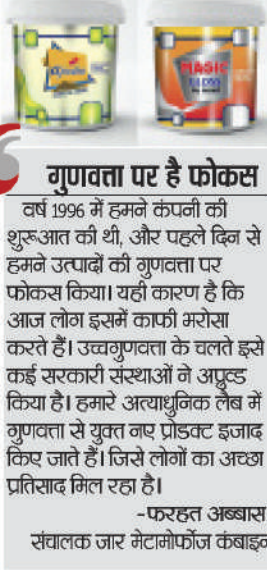 MAGIC
गुणवत्ता पर है फोकस
वर्ष 1996 में हमने कंपनी की
शुरूआत की थी, और पहले दिन से
हमने उत्पादों की गुणवत्ता पर
फोकस किया। यही कारण है कि
आज लोग इसमें काफी भरोसा
करते हैं। उच्चगुणवत्ता के चलते इसे
कई सरकारी संस्थाओं ने अप्रुव्ड
किया है। हमारे अत्याधुनिक लैब में
गुणवत्ता से युक्त नए प्रोडक्ट इजाद
किए जाते हैं। जिसे लोगों का अच्छा
प्रतिसाद मिल रहा है।
-फरहत अब्बास
संचालक जार मेटामोर्फोज कंबाइन